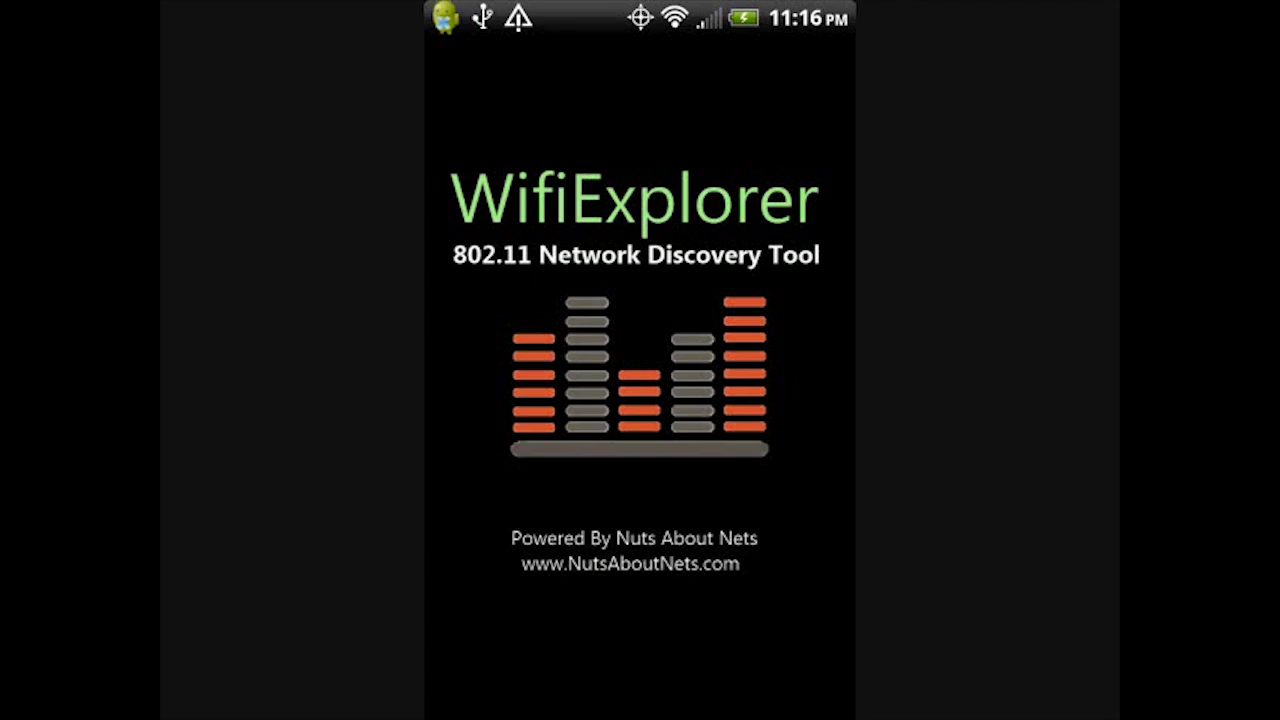 11:16 PM
WifiExplorer
802.11 Network Discovery Tool
Powered By Nuts About Nets
www.NutsAboutNets.com